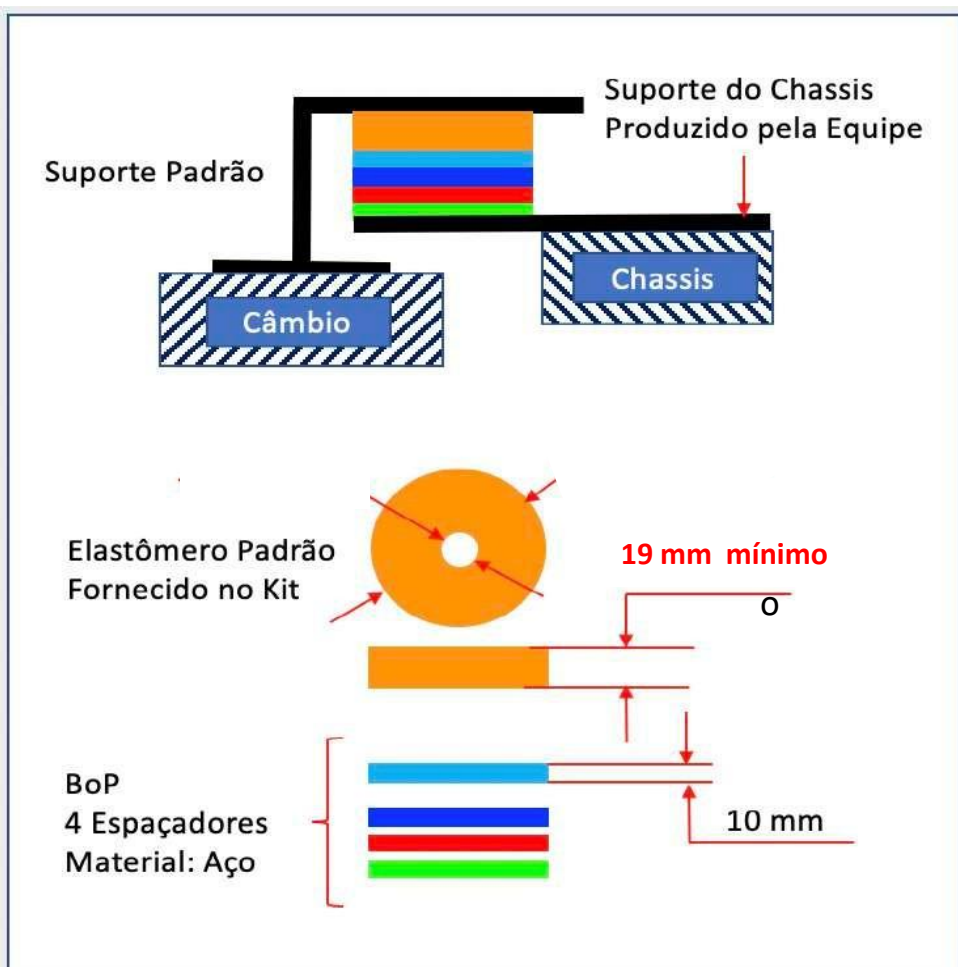 Suporte do Chassis
Produzido pela Equipe
Suporte Padrão
Chassis
Câmbio
Elastômero Padrão
Fornecido no Kit
19 mm mínimo
o
BoP
4 Espaçadores
Material: Aço
10 mm